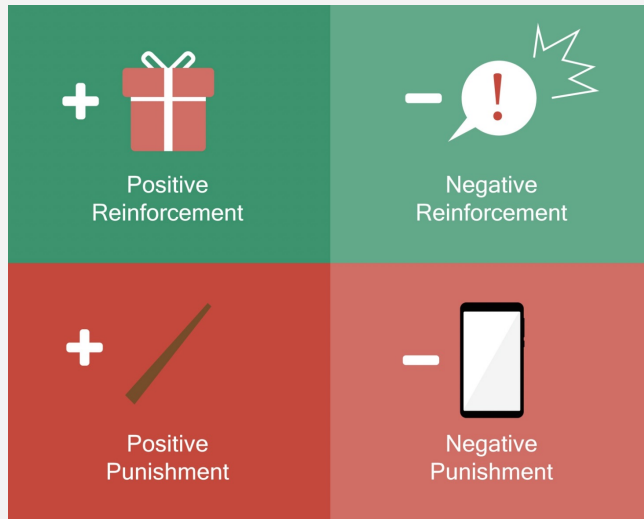 Positive
Reinforcement
Negative
Reinforcement
Positive
Punishment
Negative
Punishment